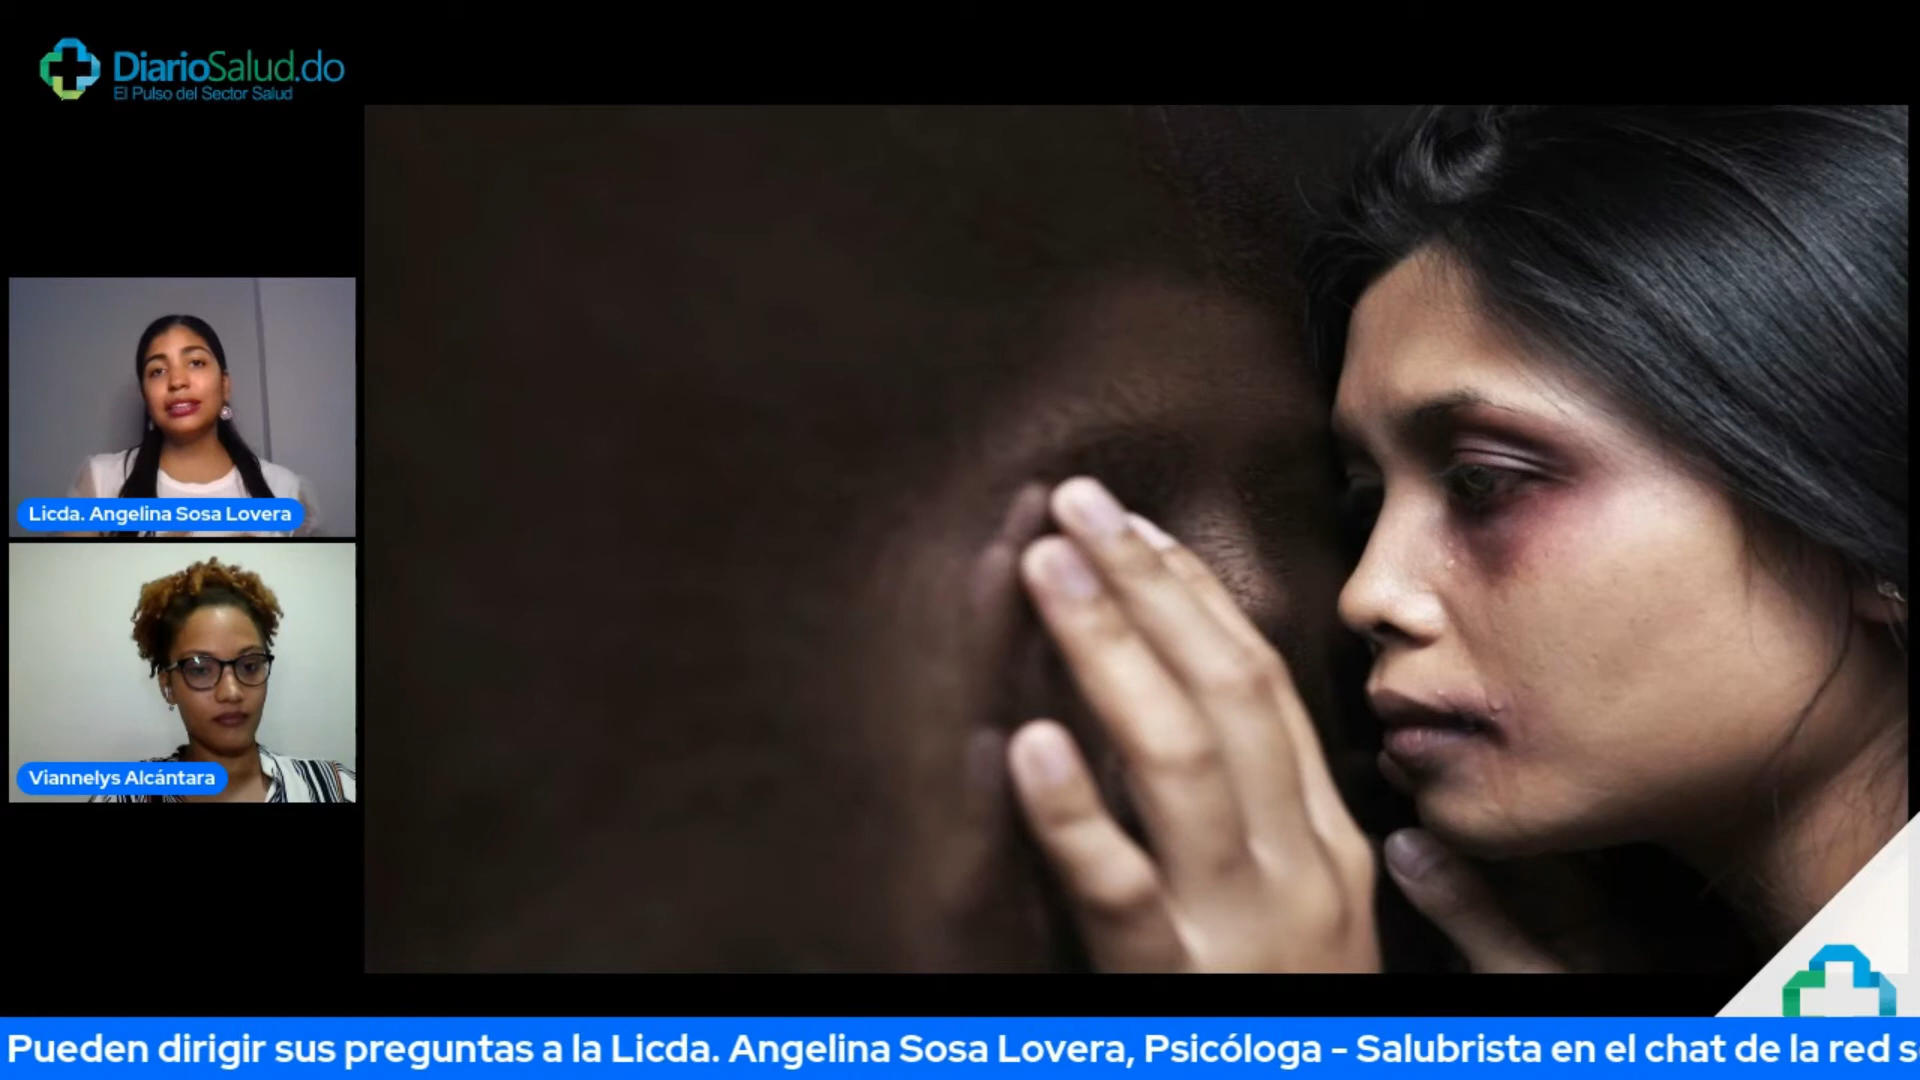 DiarioSalud.do
El Pulso del Sector Salud
Licda. Angelina Sosa Lovera
Viannelys Alcántara
Pueden dirigir sus preguntas a la Licda. Angelina Sosa Lovera, Psicóloga - Salubrista en el chat de la red